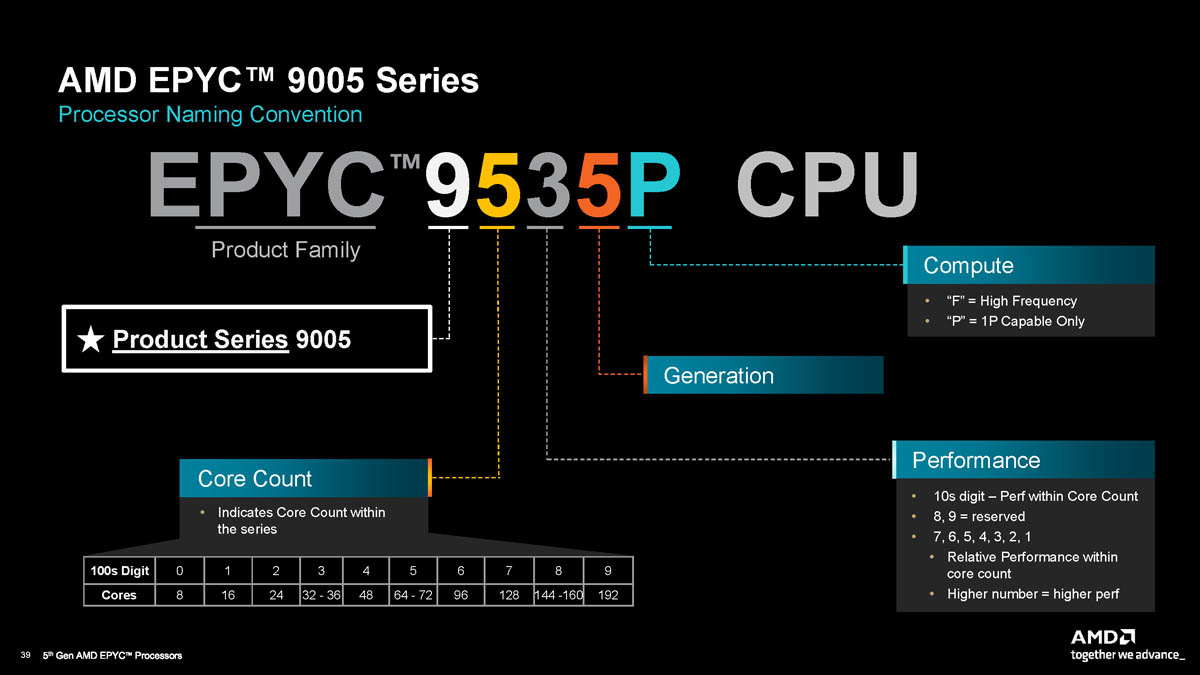 AMD EPYC™ 9005 Series
Processor Naming Convention
EPYC™ 9535P CPU
Product Family
Compute
• “F” = High Frequency
• “P” = 1P Capable Only
★ Product Series 9005
Generation
Core Count
• Indicates Core Count within
the series
Performance
• 10s digit – Perf within Core Count
• 8, 9 = reserved
• 7, 6, 5, 4, 3, 2, 1
• Relative Performance within
core count
• Higher number = higher perf
100s Digit 0 1 2 3 4 5 6 7 8 9
Cores 8 16 24 32 - 36 48 64 - 72 96 128 144 -160 192
39 5th Gen AMD EPYC™ Processors
AMD
together we advance_